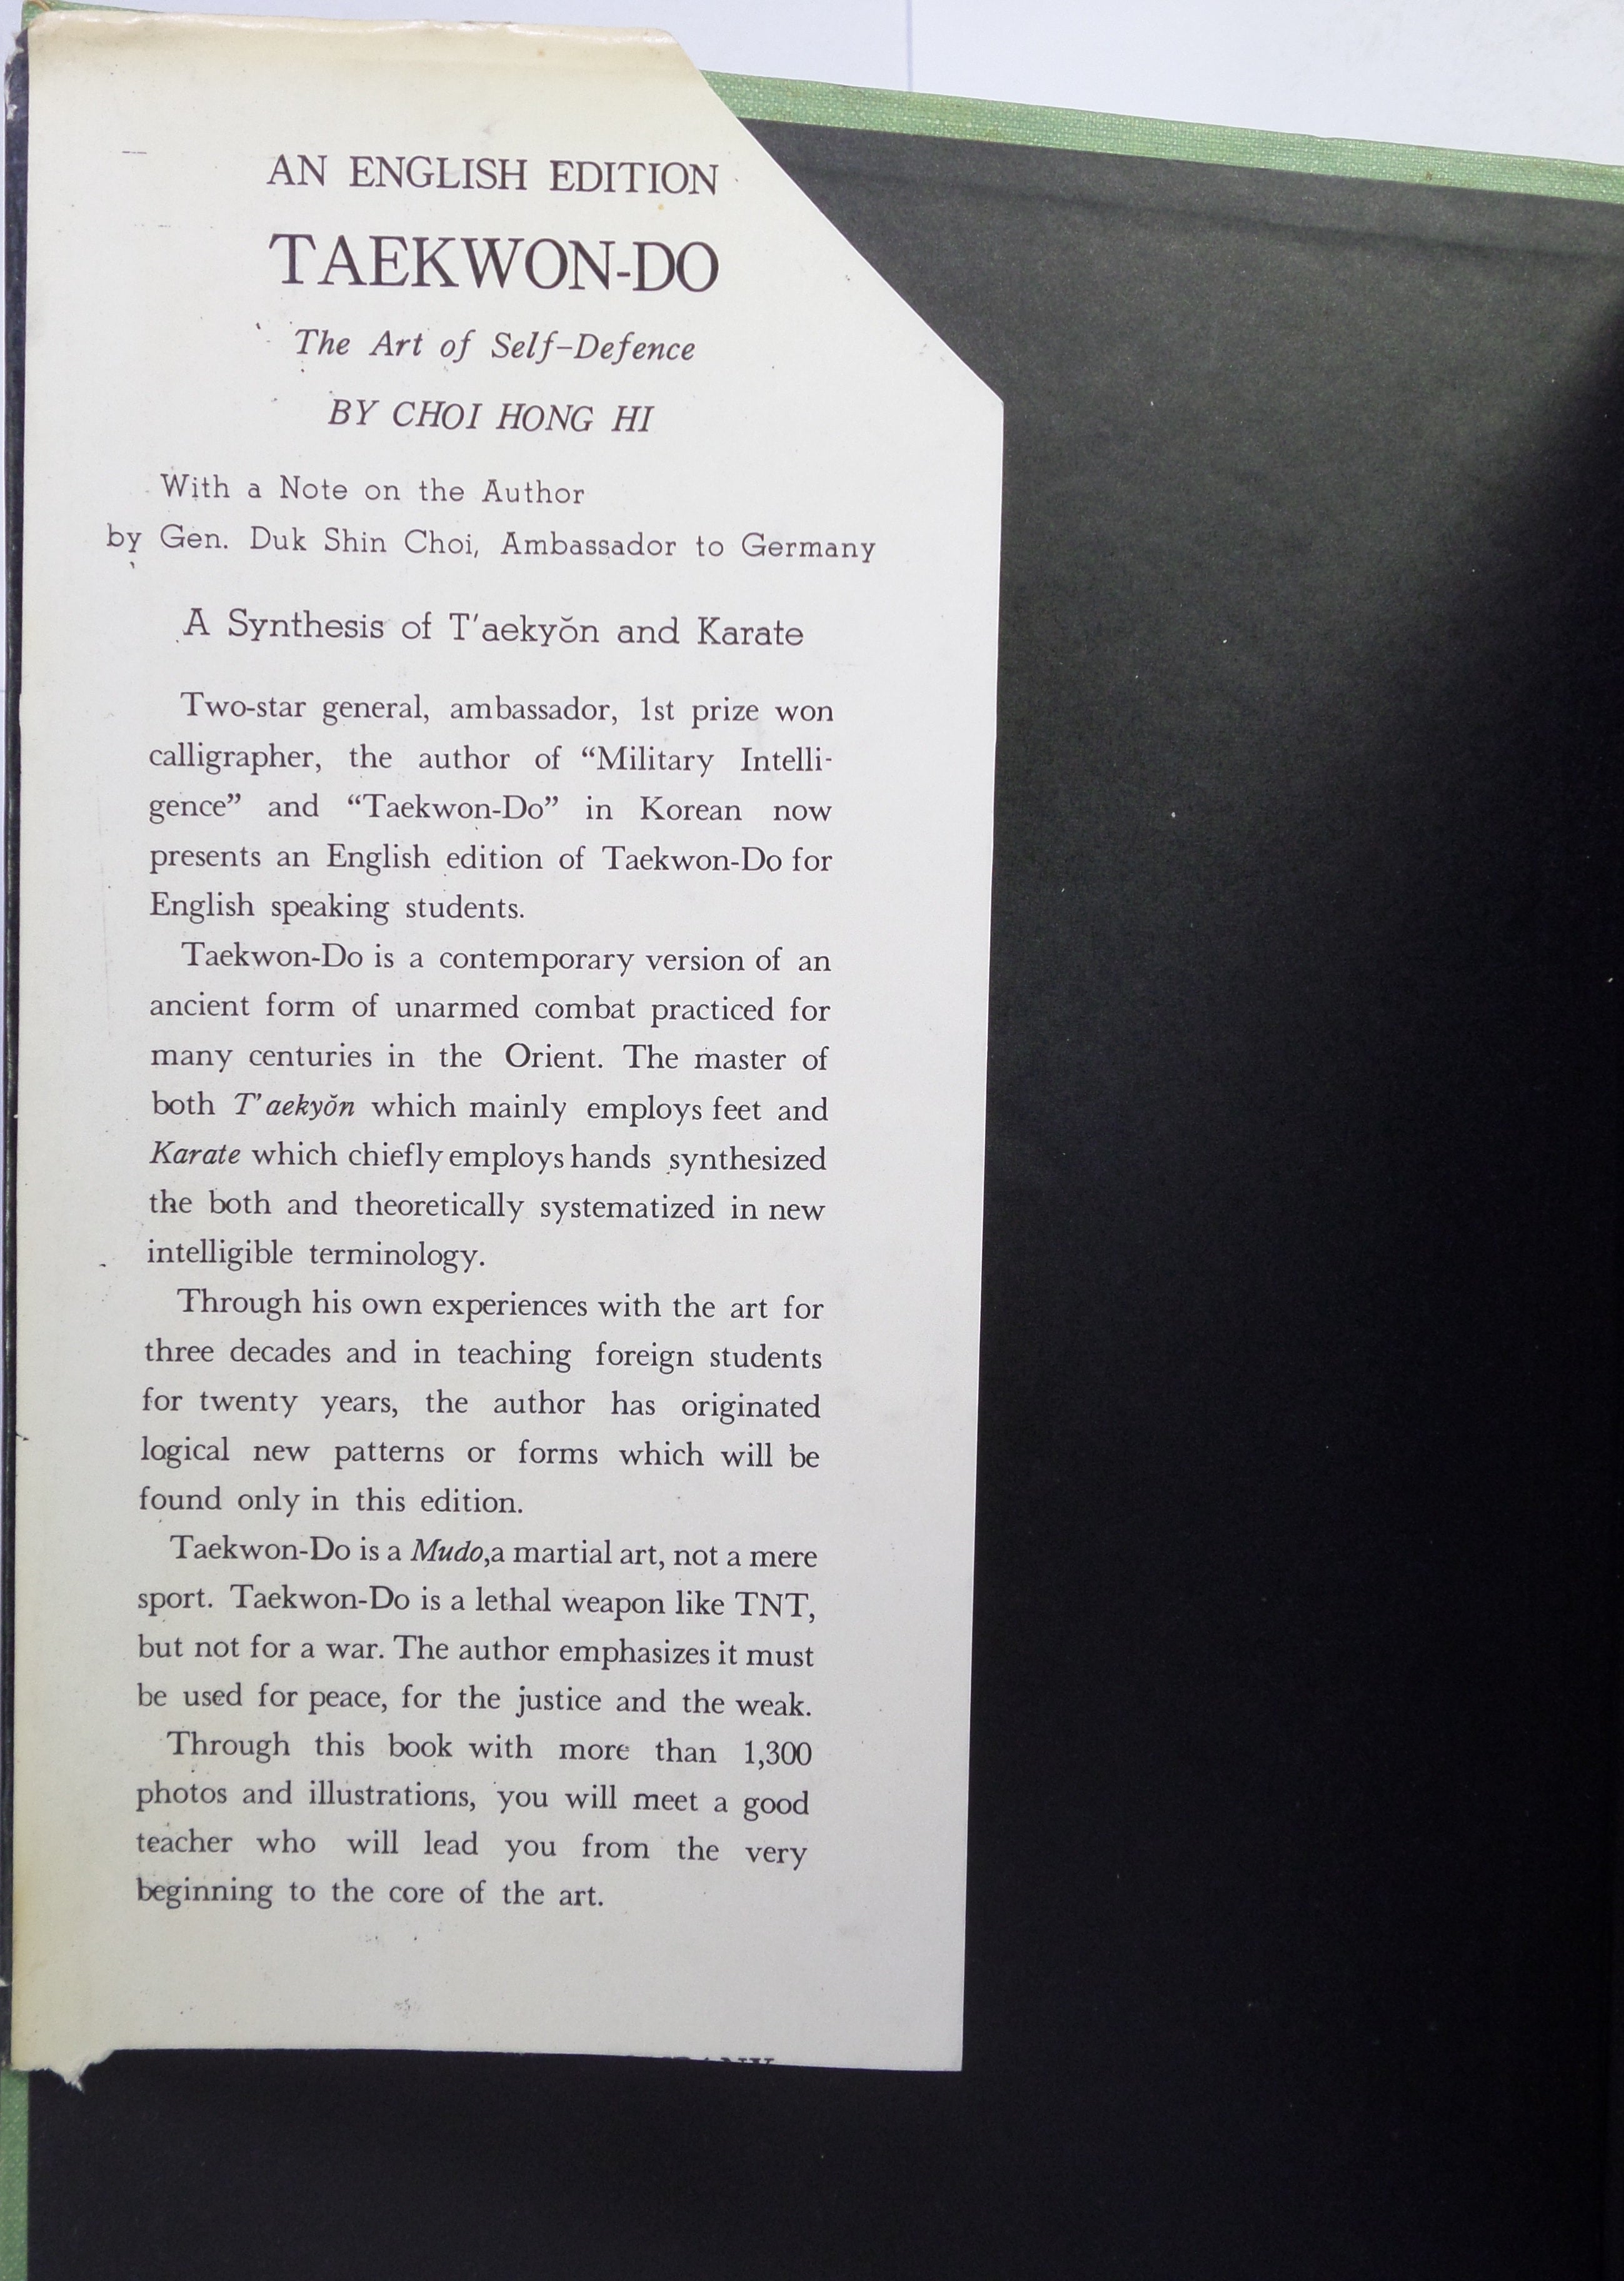 AN ENGLISH EDITION
TAEKWON-DO
The Art of Self-Defence
BY CHOI HONG HI
With a Note on the Author
by Gen. Duk Shin Choi, Ambassador to Germany
A Synthesis of T'aekyŏn and Karate
Two-star general, ambassador, 1st prize won
calligrapher, the author of “Military Intelli-
gence” and “Taekwon-Do” in Korean now
presents an English edition of Taekwon-Do for
English speaking students.
Taekwon-Do is a contemporary version of an
ancient form of unarmed combat practiced for
many centuries in the Orient. The master of
both T'aekyŏn which mainly employs feet and
Karate which chiefly employs hands synthesized
the both and theoretically systematized in new
intelligible terminology.
Through his own experiences with the art for
three decades and in teaching foreign students
for twenty years, the author has originated
logical new patterns or forms which will be
found only in this edition.
Taekwon-Do is a Mudo,a martial art, not a mere
sport. Taekwon-Do is a lethal weapon like TNT,
but not for a war. The author emphasizes it must
be used for peace, for the justice and the weak.
Through this book with more than 1,300
photos and illustrations, you will meet a good
teacher who will lead you from the very
beginning to the core of the art.